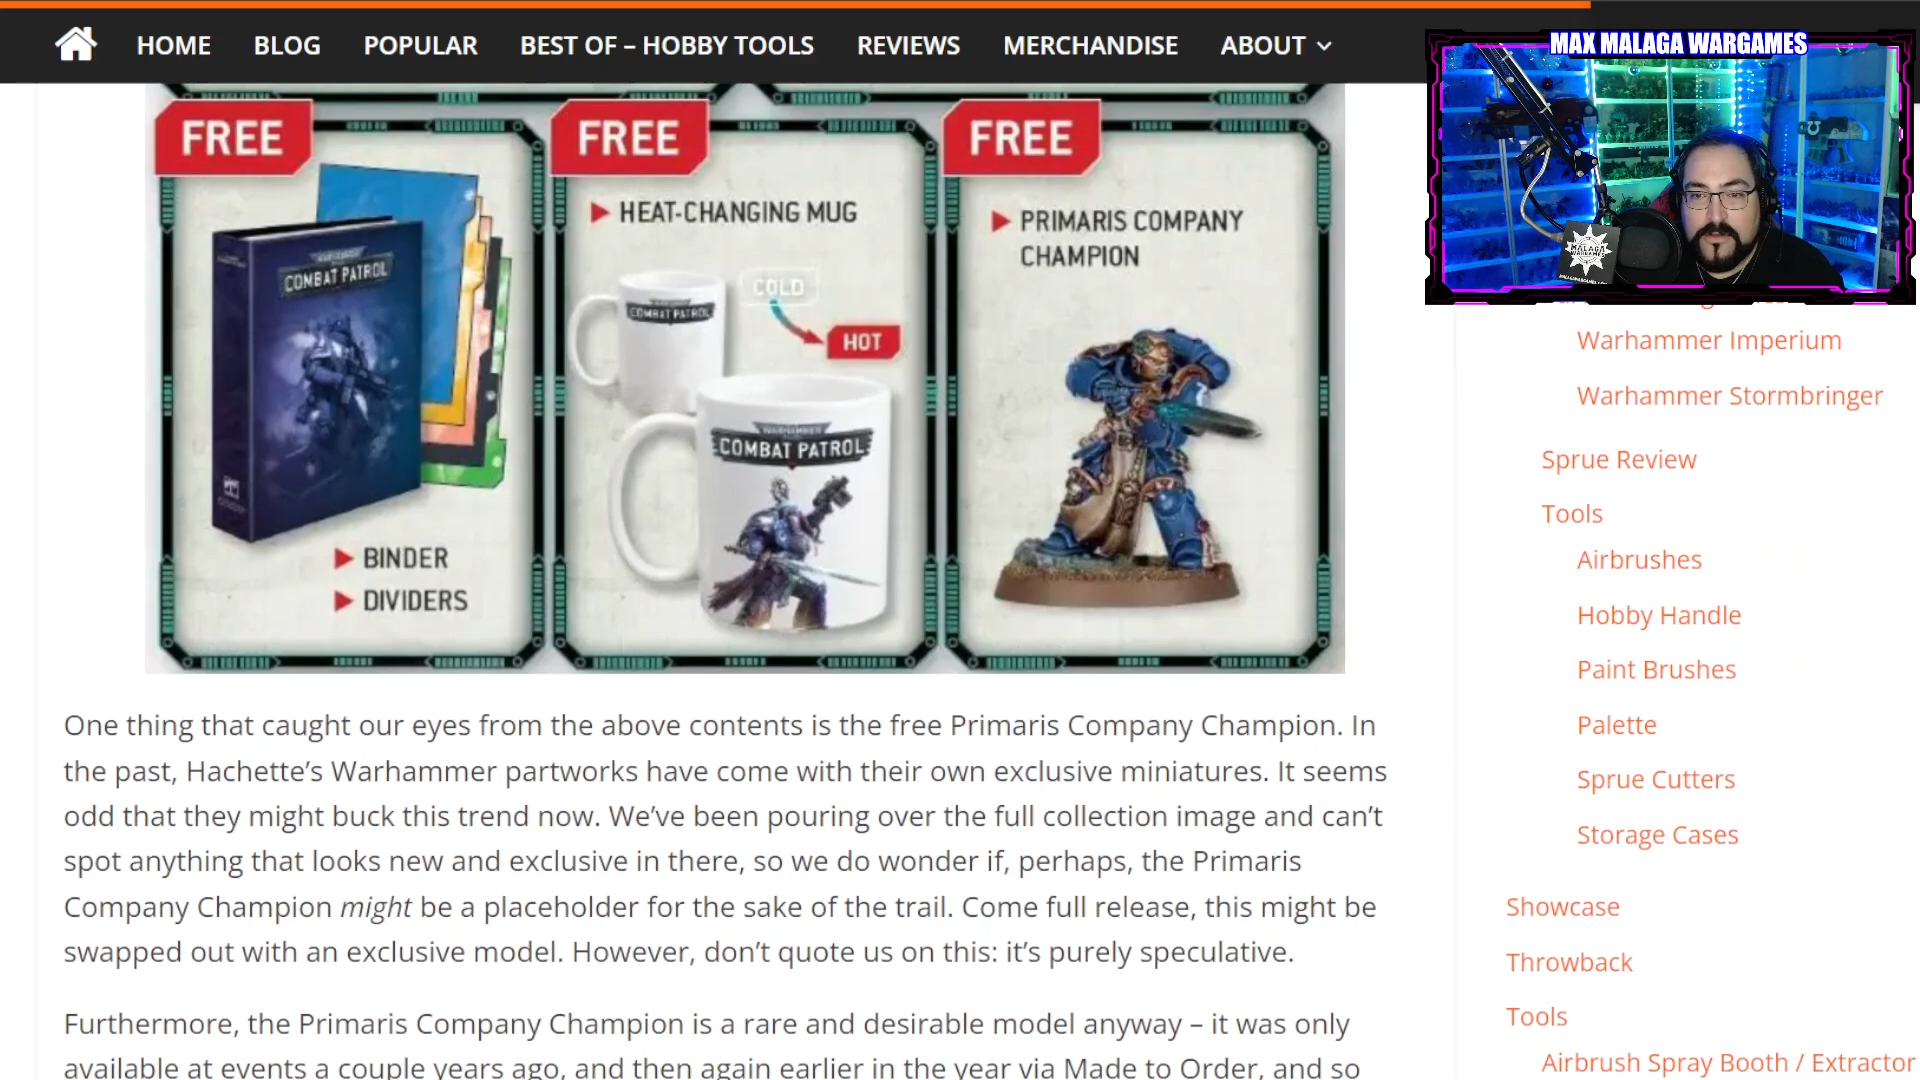 HOME BLOG POPULAR BEST OF – HOBBY TOOLS REVIEWS MERCHANDISE ABOUT
MAX MALAGA WARGAMES
MALAGA
WARGAMES
FREE
COMBAT PATROL
BINDER
DIVIDERS
FREE
HEAT-CHANGING MUG
COLD
HOT
COMBAT PATROL
WARHAMMER
COMBAT PATROL
FREE
PRIMARIS COMPANY
CHAMPION
One thing that caught our eyes from the above contents is the free Primaris Company Champion. In
the past, Hachette’s Warhammer partworks have come with their own exclusive miniatures. It seems
odd that they might buck this trend now. We’ve been pouring over the full collection image and can’t
spot anything that looks new and exclusive in there, so we do wonder if, perhaps, the Primaris
Company Champion might be a placeholder for the sake of the trail. Come full release, this might be
swapped out with an exclusive model. However, don’t quote us on this: it’s purely speculative.
Furthermore, the Primaris Company Champion is a rare and desirable model anyway – it was only
available at events a couple years ago, and then again earlier in the year via Made to Order, and so
Warhammer Imperium
Warhammer Stormbringer
Sprue Review
Tools
Airbrushes
Hobby Handle
Paint Brushes
Palette
Sprue Cutters
Storage Cases
Showcase
Throwback
Tools
Airbrush Spray Booth / Extractor